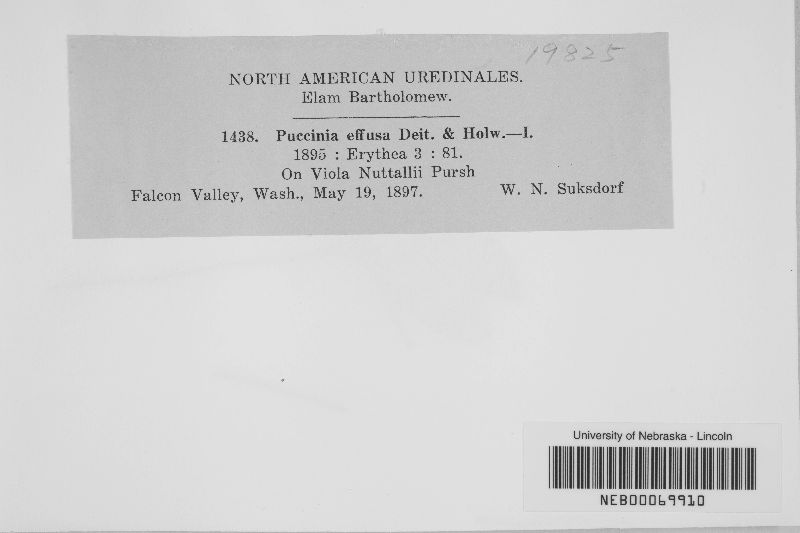 19825
NORTH AMERICAN UREDINALES.
Elam Bartholomew.
1438. Puccinia effusa Deit. & Holw.—I.
1895 : Erythea 3 : 81.
On Viola Nuttallii Pursh
Falcon Valley, Wash., May 19, 1897. W. N. Suksdorf
University of Nebraska - Lincoln
NEB00069910